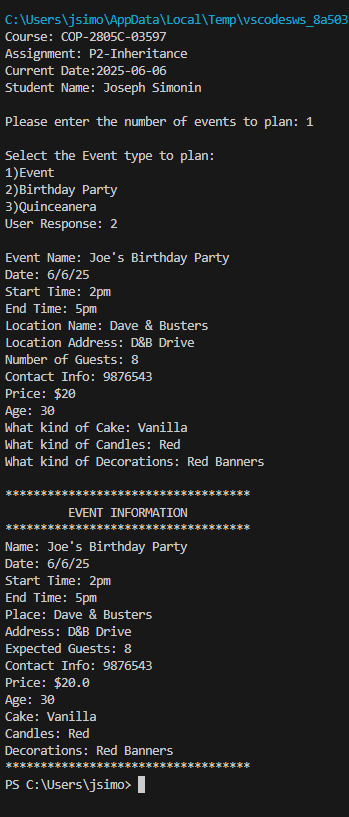 C:\Users\jsimo\AppData\Local\Temp\vscodesws_8a503
Course: COP-2805C-03597
Assignment: P2-Inheritance
Current Date:2025-06-06
Student Name: Joseph Simonin
Please enter the number of events to plan: 1
Select the Event type to plan:
1)Event
2)Birthday Party
3)Quinceanera
User Response: 2
Event Name: Joe's Birthday Party
Date: 6/6/25
Start Time: 2pm
End Time: 5pm
Location Name: Dave & Busters
Location Address: D&B Drive
Number of Guests: 8
Contact Info: 9876543
Price: $20
Age: 30
What kind of Cake: Vanilla
What kind of Candles: Red
What kind of Decorations: Red Banners
***********************************
EVENT INFORMATION
***********************************
Name: Joe's Birthday Party
Date: 6/6/25
Start Time: 2pm
End Time: 5pm
Place: Dave & Busters
Address: D&B Drive
Expected Guests: 8
Contact Info: 9876543
Price: $20.0
Age: 30
Cake: Vanilla
Candles: Red
Decorations: Red Banners
***********************************
PS C:\Users\jsimo>